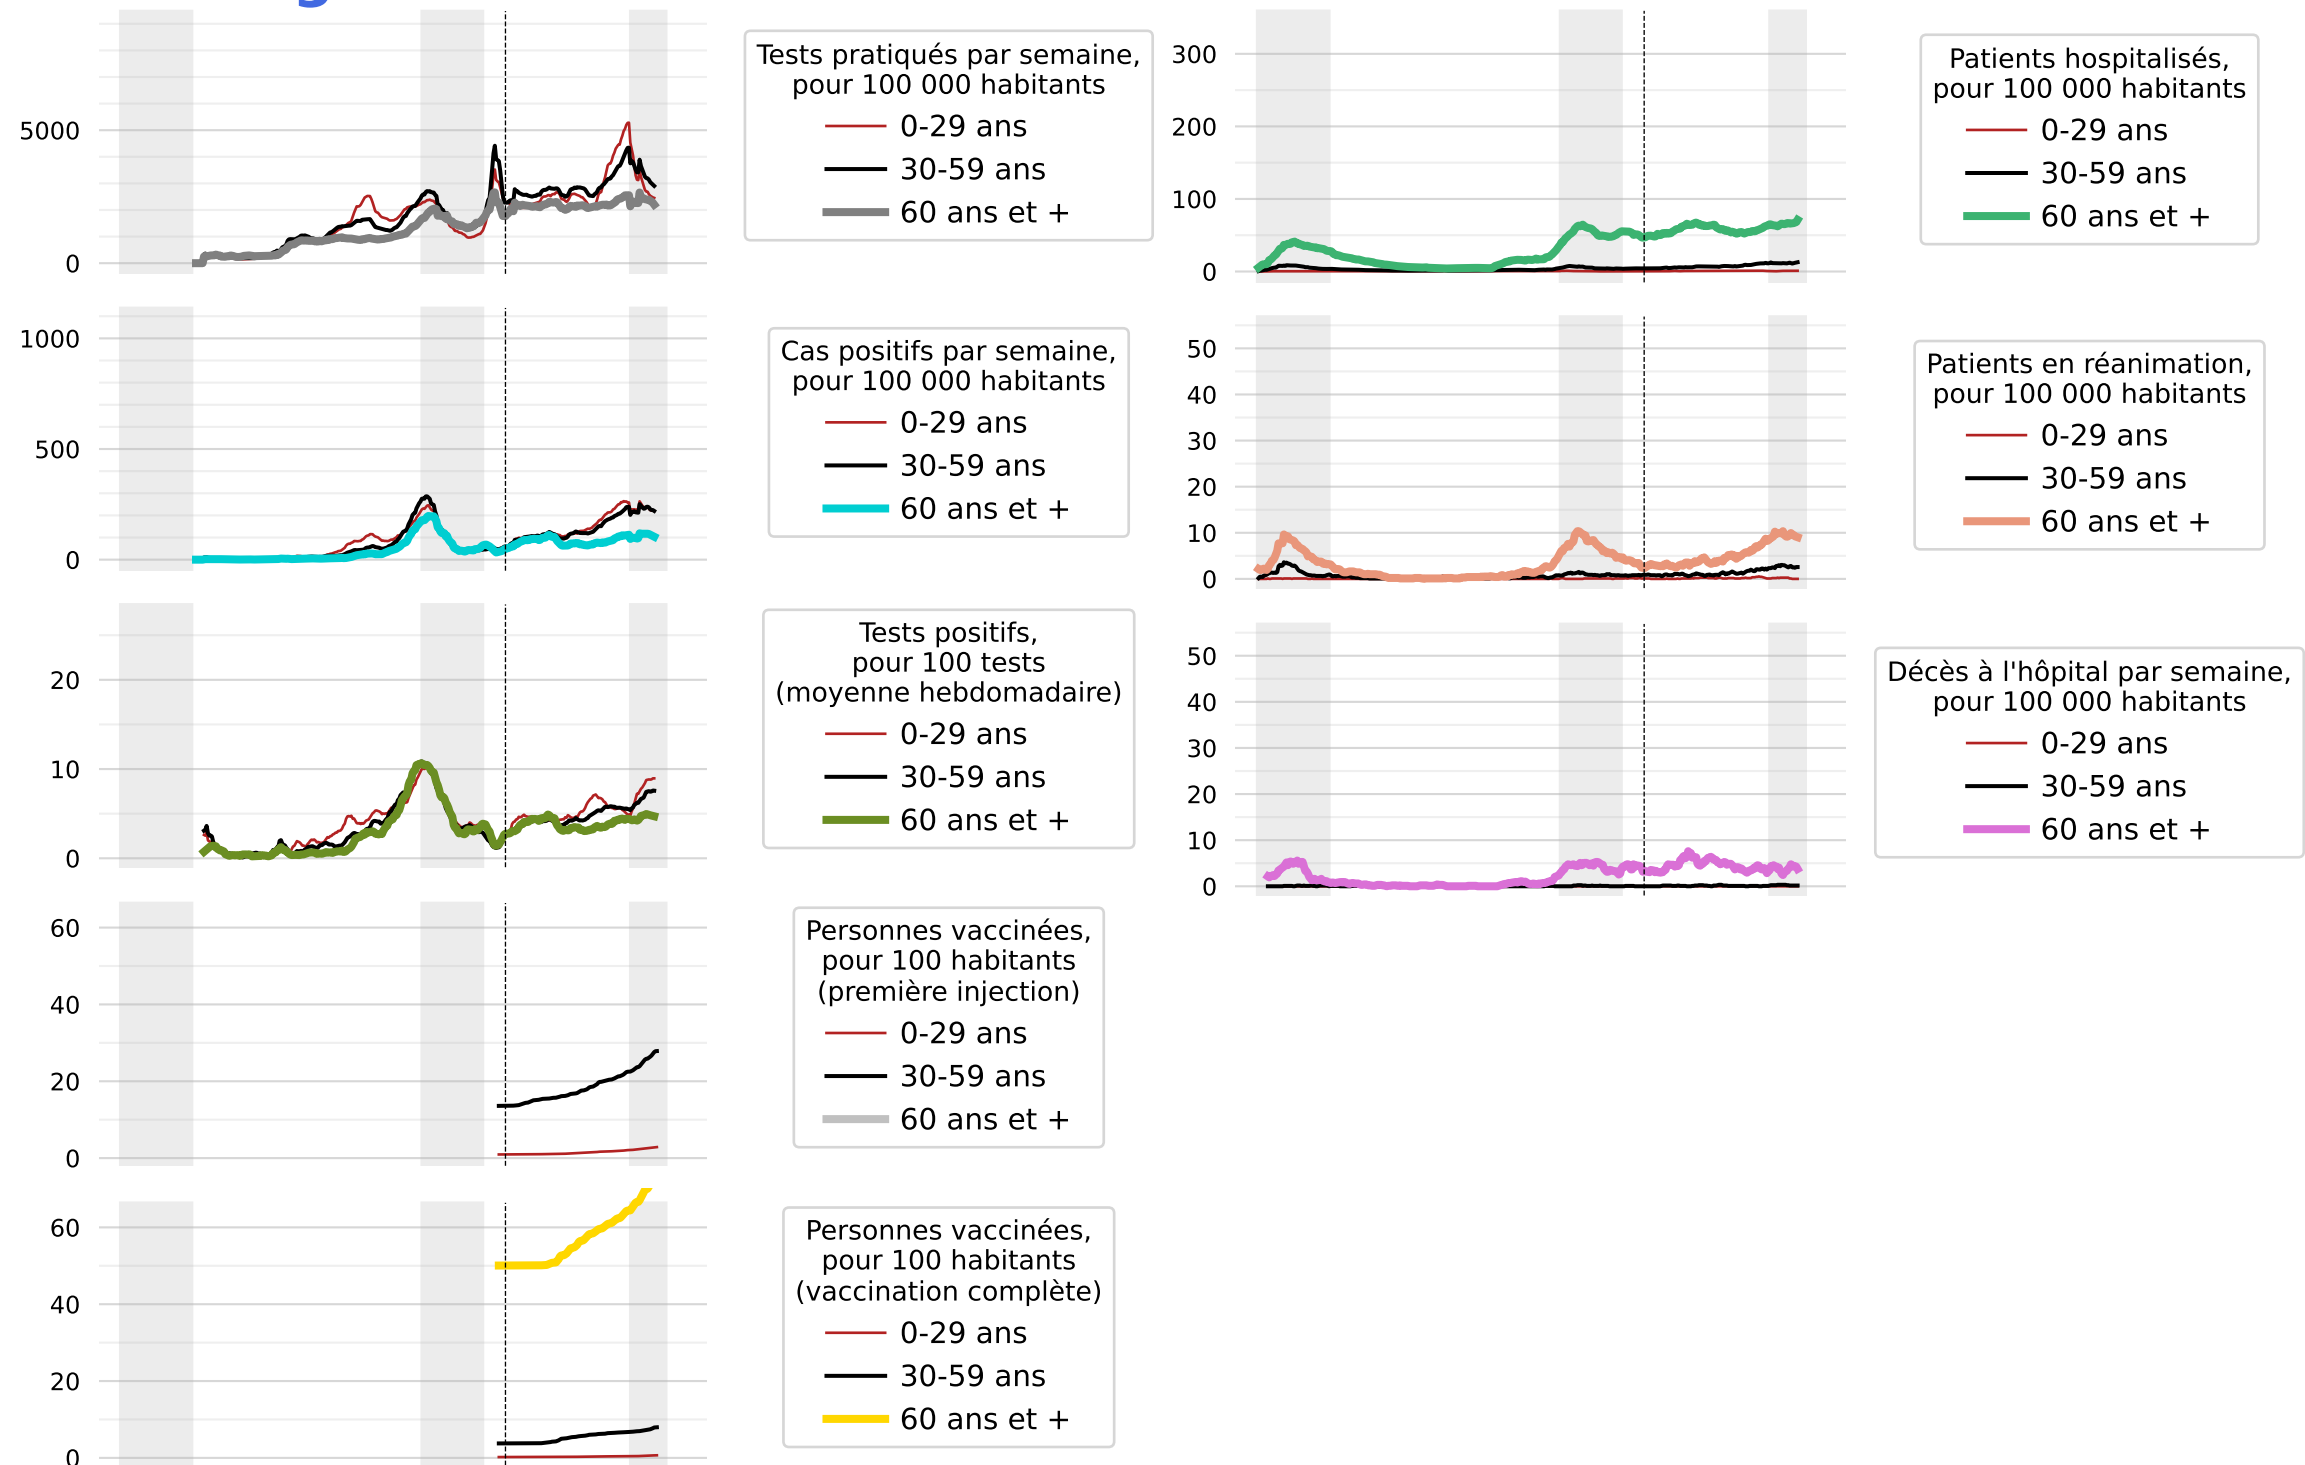 5000
0
Tests pratiqués par semaine,
pour 100 000 habitants
0-29 ans
30-59 ans
60 ans et +
300
200
100
0
Patients hospitalisés,
pour 100 000 habitants
0-29 ans
30-59 ans
60 ans et +
1000
500
0
Cas positifs par semaine,
pour 100 000 habitants
0-29 ans
30-59 ans
60 ans et +
50
40
30
20
10
0
Patients en réanimation,
pour 100 000 habitants
0-29 ans
30-59 ans
60 ans et +
20
10
0
Tests positifs,
pour 100 tests
(moyenne hebdomadaire)
0-29 ans
30-59 ans
60 ans et +
50
40
30
20
10
0
Décès à l'hôpital par semaine,
pour 100 000 habitants
0-29 ans
30-59 ans
60 ans et +
60
40
20
0
Personnes vaccinées,
pour 100 habitants
(première injection)
0-29 ans
30-59 ans
60 ans et +
60
40
20
0
Personnes vaccinées,
pour 100 habitants
(vaccination complète)
0-29 ans
30-59 ans
60 ans et +